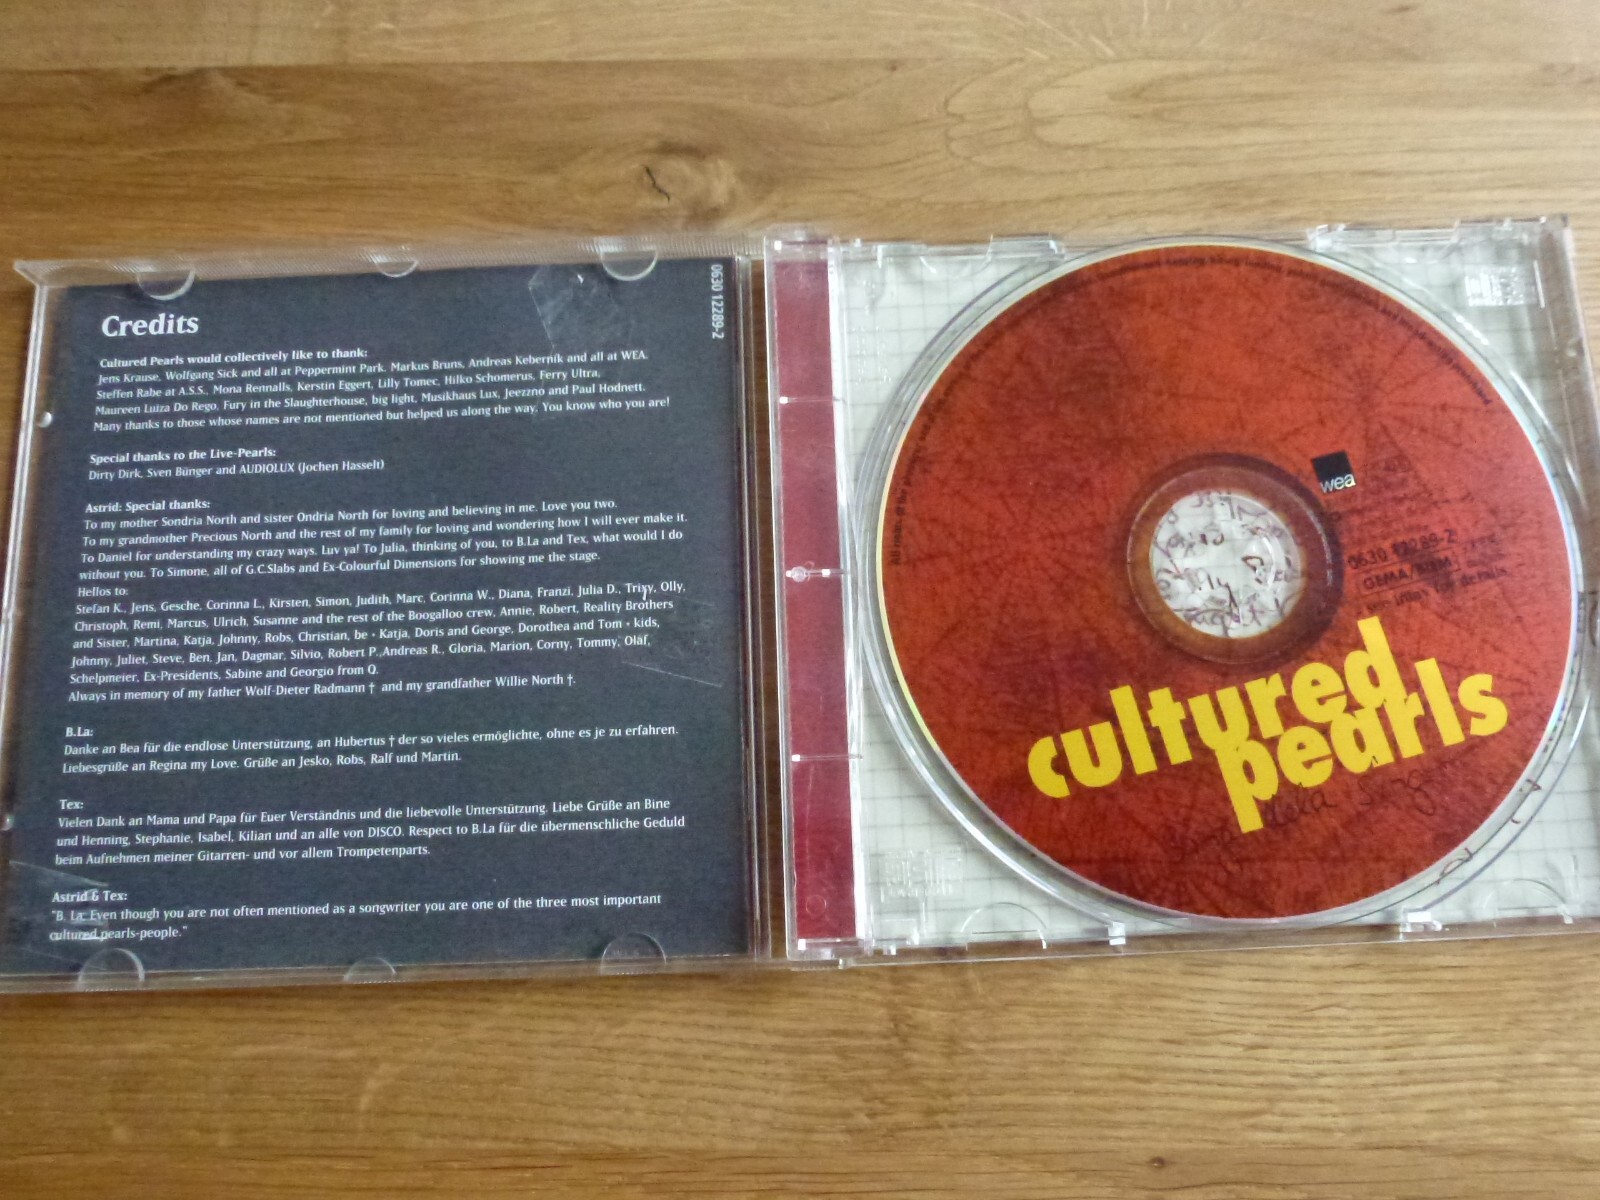 Credits
0630 12289-2
Cultured Pearls would collectively like to thank:
Jens Krause, Wolfgang Sick and all at Peppermint Park, Markus Bruns, Andreas Kebernik and all at WEA.
Steffen Rabe at A.S.S., Mona Rennalls, Kerstin Eggert, Lilly Tomec, Hilko Schomerus, Ferry Ultra,
Maureen Luiza Do Rego, Fury in the Slaughterhouse, big light, Musikhaus Lux, Jeezzno and Paul Hodnett.
Many thanks to those whose names are not mentioned but helped us along the way. You know who you are!
Special thanks to the Live-Pearls:
Dirty Dirk, Sven Bünger and AUDIOLUX (Jochen Hasselt)
Astrid: Special thanks:
To my mother Sondria North and sister Ondria North for loving and believing in me. Love you two.
To my grandmother Precious North and the rest of my family for loving and wondering how I will ever make it.
To Daniel for understanding my crazy ways. Luv ya! To Julia, thinking of you, to B.La and Tex, what would I do
without you. To Simone, all of G.C.Slabs and Ex-Colourful Dimensions for showing me the stage.
Hellos to:
Stefan K., Jens, Gesche, Corinna L., Kirsten, Simon, Judith, Marc, Corinna W., Diana, Franzi, Julia D., Trixy, Olly,
Christoph, Remi, Marcus, Ulrich, Susanne and the rest of the Boogalloo crew, Annie, Robert, Reality Brothers
and Sister, Martina, Katja, Johnny, Robs, Christian, be • Katja, Doris and George, Dorothea and Tom • kids,
Johnny, Juliet, Steve, Ben, Jan, Dagmar, Silvio, Robert P.,Andreas R., Gloria, Marion, Corny, Tommy, Olaf,
Schelpmeier, Ex-Presidents, Sabine and Georgio from Q.
Always in memory of my father Wolf-Dieter Radmann † and my grandfather Willie North †.
B.La:
Danke an Bea für die endlose Unterstützung, an Hubertus † der so vieles ermöglichte, ohne es je zu erfahren.
Liebesgrüße an Regina my Love. Grüße an Jesko, Robs, Ralf und Martin.
Tex:
Vielen Dank an Mama und Papa für Euer Verständnis und die liebevolle Unterstützung. Liebe Grüße an Bine
und Henning, Stephanie, Isabel, Kilian und an alle von DISCO. Respect to B.La für die übermenschliche Geduld
beim Aufnehmen meiner Gitarren- und vor allem Trompetenparts.
Astrid & Tex:
"B. La: Even though you are not often mentioned as a songwriter you are one of the three most important
cultured pearls-people."
wea
0630 12289-2
GEMA/BIEM
for details
cultured
pearls